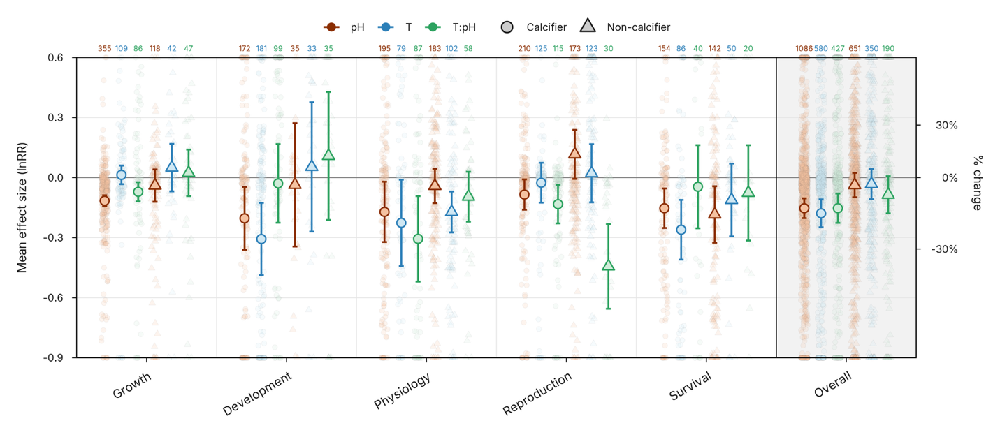 pH T T:pH Calcifier Non-calcifier
355 109 86 118 42 47 172 181 99 35 33 35 195 79 87 183 102 58 210 125 115 173 123 30 154 86 40 142 50 20 1086 580 427 651 350 190
0.6
0.3
30%
0.0
0%
-0.3
-30%
-0.6
-0.9
Mean effect size (lnRR)
% change
Growth Development Physiology Reproduction Survival Overall